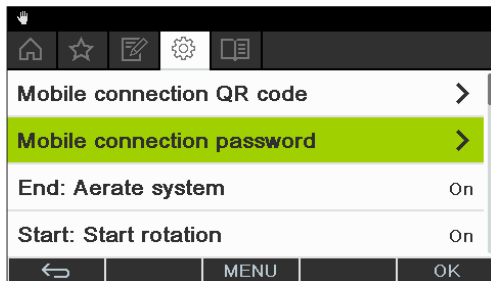 Mobile connection QR code
Mobile connection password
End: Aerate system On
Start: Start rotation On
MENU OK